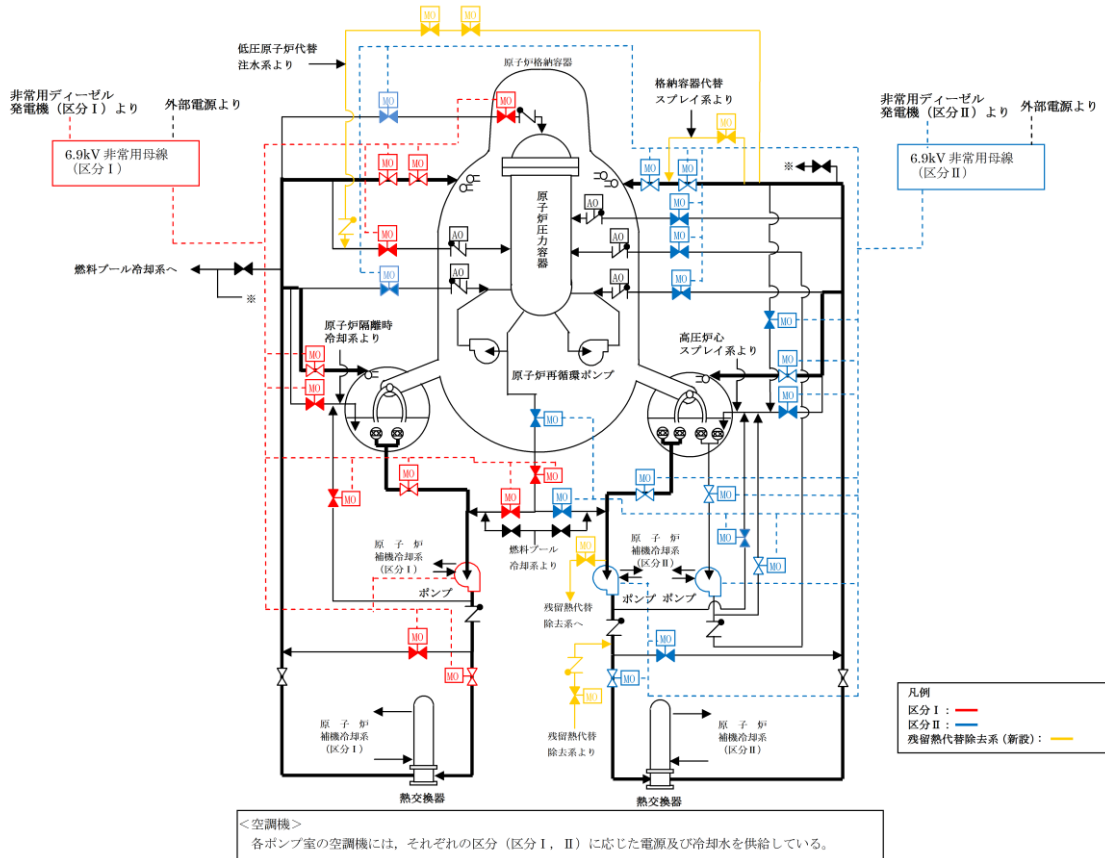 MO
MO
低圧原子炉代替
注水系より
原子炉格納容器
格納容器代替
スプレイ系より
MO
非常用ディーゼル
発電機（区分Ⅰ）より
外部電源より
非常用ディーゼル
発電機（区分Ⅱ）より
外部電源より
MO
MO
6.9kV 非常用母線
（区分Ⅰ）
6.9kV 非常用母線
（区分Ⅱ）
MO
MO
MO
MO
※
原子炉圧力容器
AO
MO
MO
AO
AO
MO
燃料プール冷却系へ
※
MO
AO
AO
MO
原子炉隔離時
冷却系より
高圧炉心
スプレイ系より
MO
MO
MO
原子炉再循環ポンプ
MO
MO
MO
MO
MO
MO
MO
MO
MO
MO
MO
MO
MO
MO
燃料プール
冷却系より
原子炉
補機冷却系
（区分Ⅰ）
ポンプ
MO
原子炉
補機冷却系
（区分Ⅱ）
ポンプ
ポンプ
残留熱代替
除去系へ
MO
MO
MO
MO
MO
MO
残留熱代替
除去系より
原子炉
補機冷却系
（区分Ⅰ）
熱交換器
原子炉
補機冷却系
（区分Ⅱ）
熱交換器
凡例
区分Ⅰ：
区分Ⅱ：
残留熱代替除去系（新設）：
＜空調機＞
各ポンプ室の空調機には，それぞれの区分（区分Ⅰ，Ⅱ）に応じた電源及び冷却水を供給している。